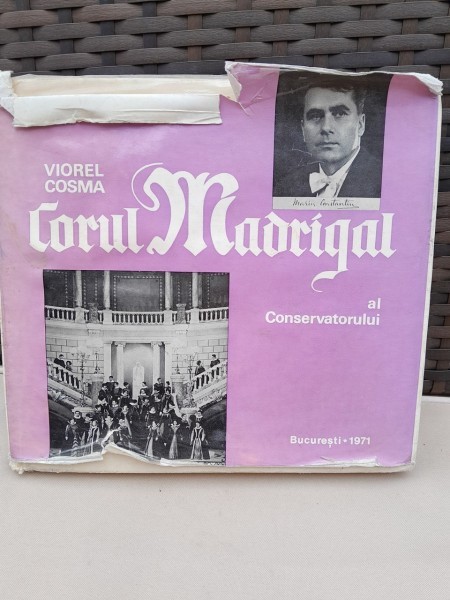 VIOREL
COSMA
Corul Madrigal
Marin Constantin
al
Conservatorului
București • 1971